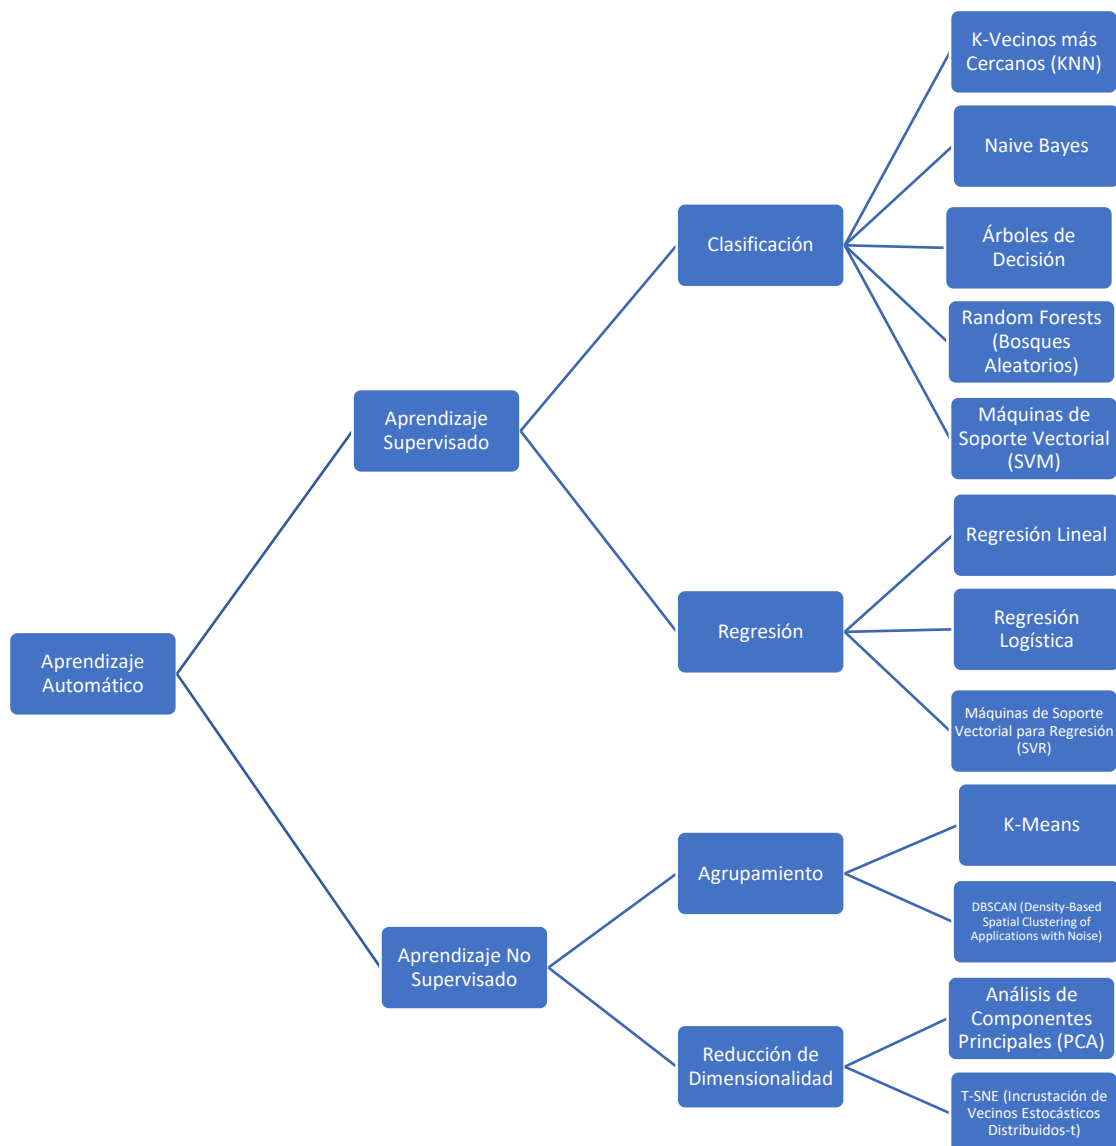 K-Vecinos más
Cercanos (KNN)
Naive Bayes
Clasificación
Árboles de
Decisión
Random Forests
(Bosques
Aleatorios)
Aprendizaje
Supervisado
Máquinas de
Soporte Vectorial
(SVM)
Regresión Lineal
Regresión
Regresión
Logística
Aprendizaje
Automático
Máquinas de Soporte
Vectorial para Regresión
(SVR)
K-Means
Agrupamiento
DBSCAN (Density-Based
Spatial Clustering of
Applications with Noise)
Aprendizaje No
Supervisado
Análisis de
Componentes
Principales (PCA)
Reducción de
Dimensionalidad
T-SNE (Incrustación de
Vecinos Estocásticos
Distribuidos-t)